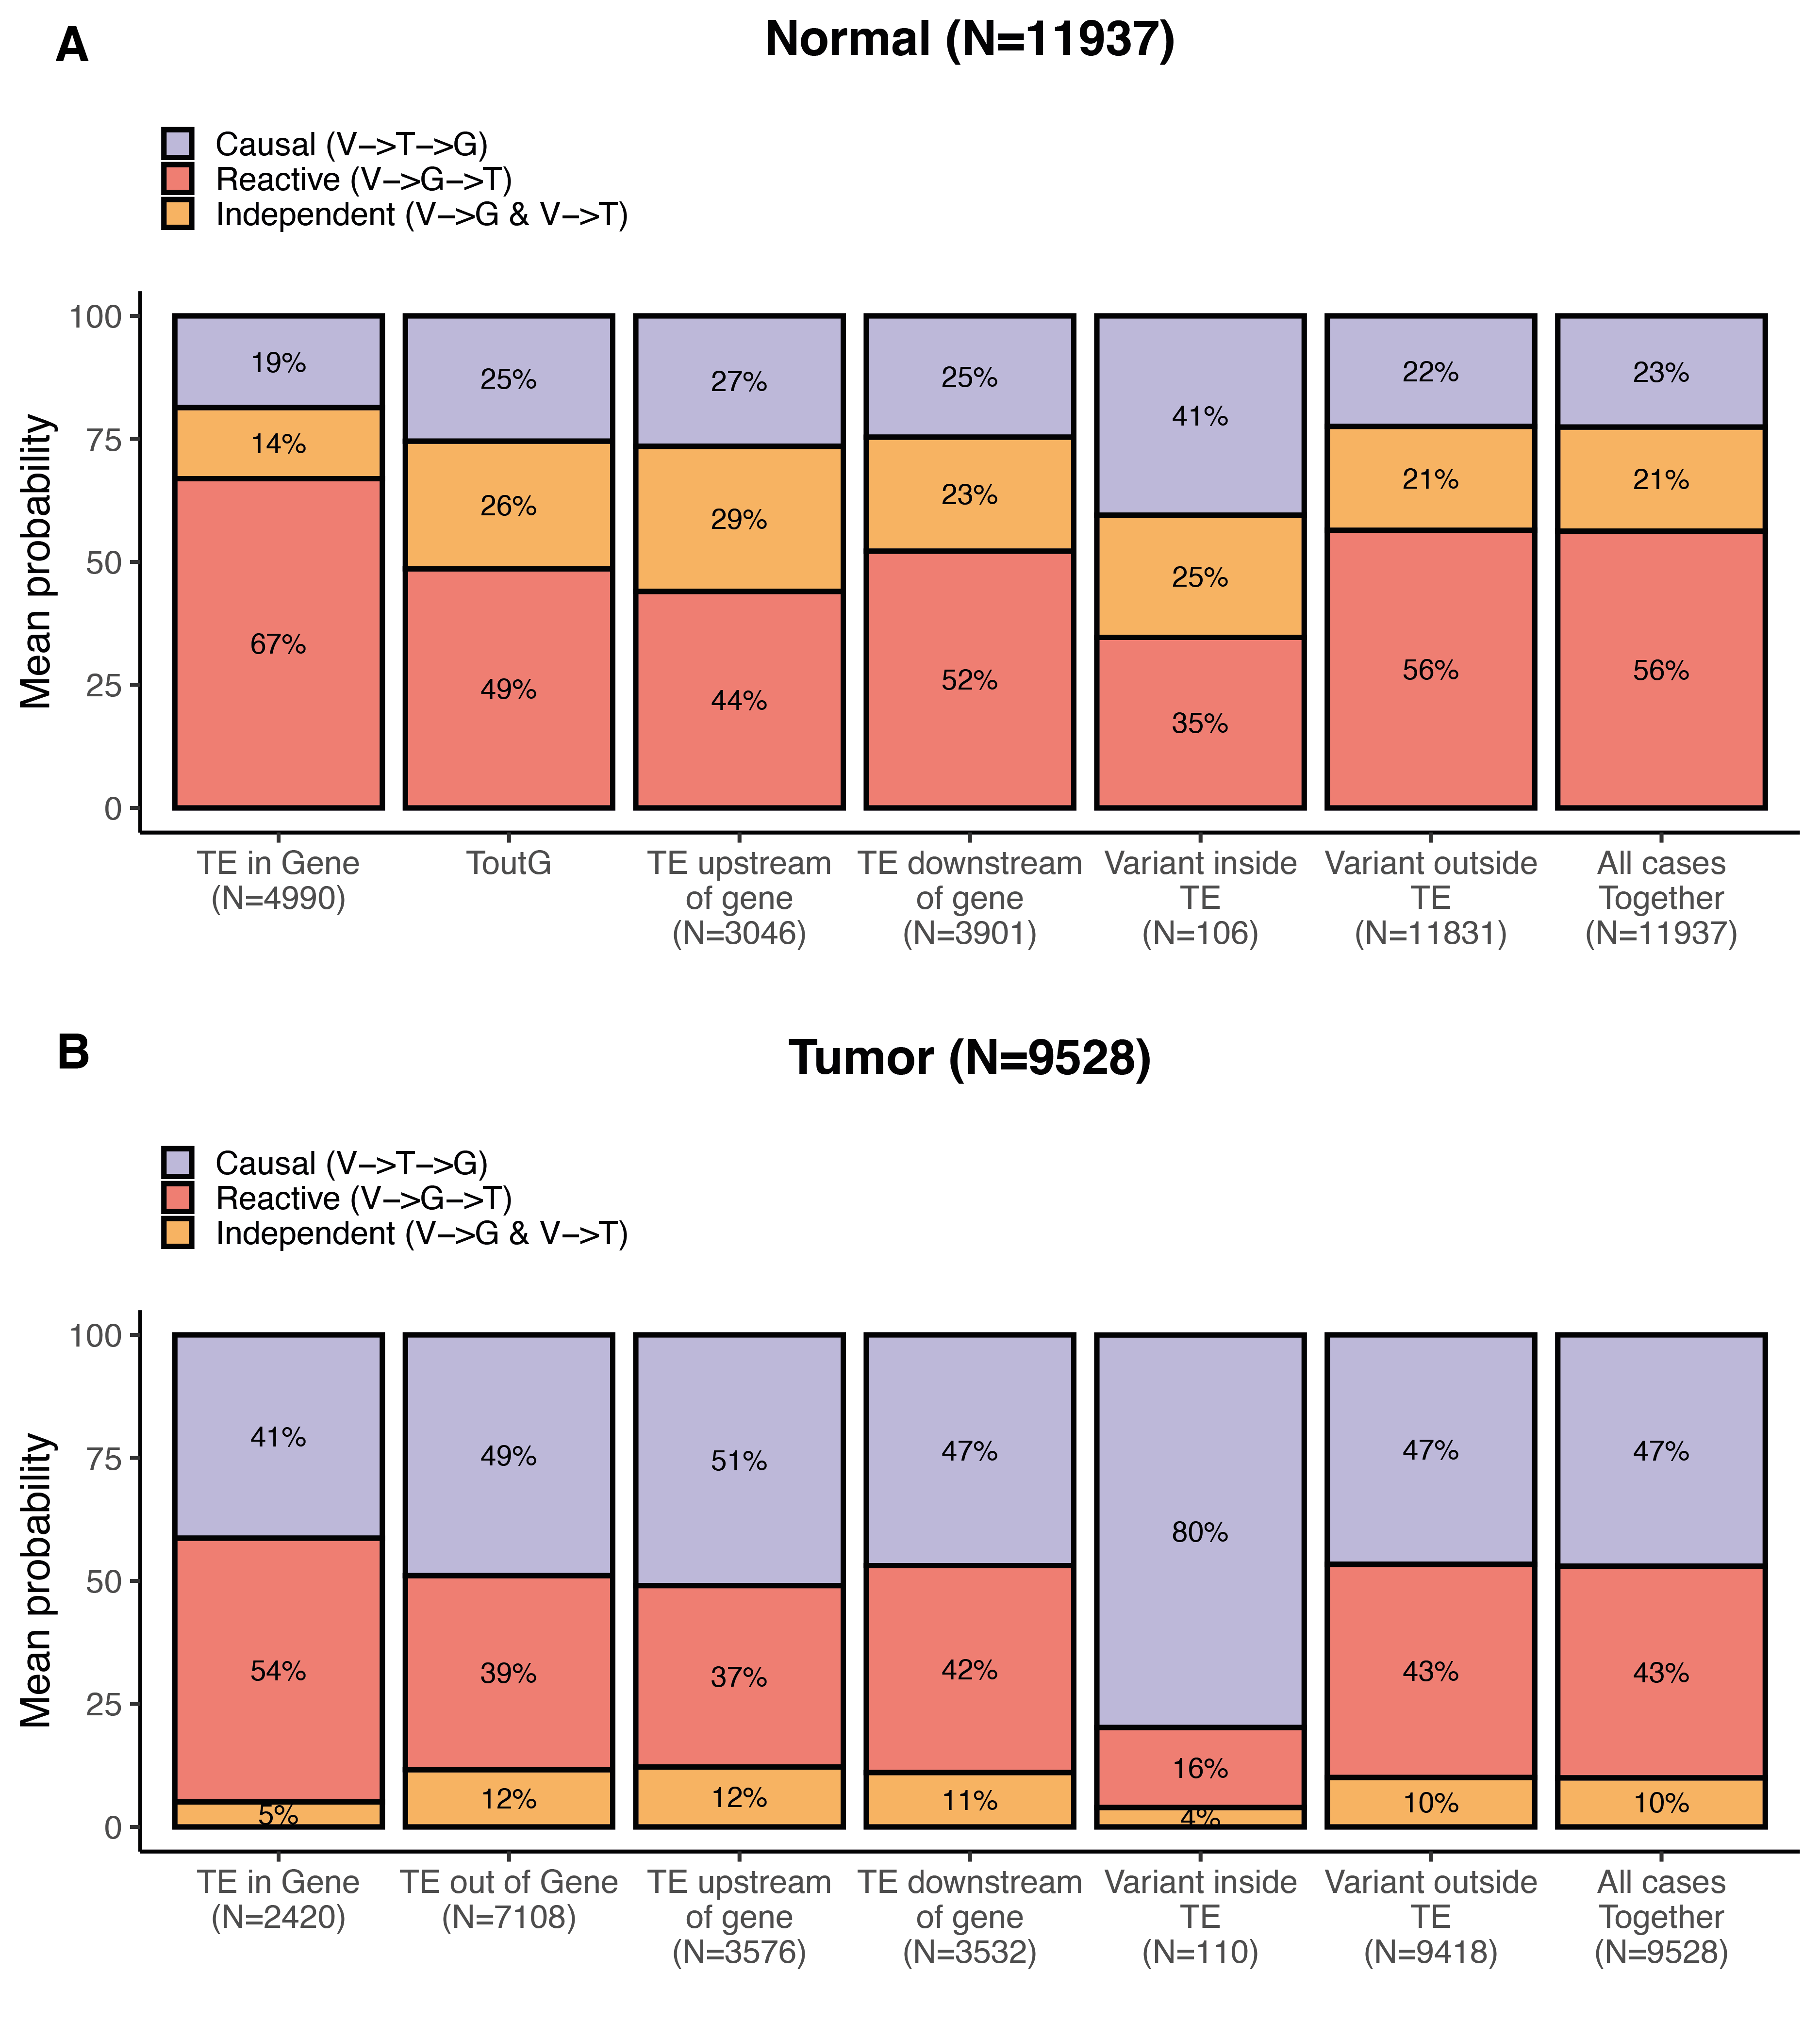 A
Normal (N=11937)
Causal (V−>T−>G)
Reactive (V−>G−>T)
Independent (V−>G & V−>T)
Mean probability
100
75
50
25
0
19%
14%
67%
25%
26%
49%
27%
29%
44%
25%
23%
52%
41%
25%
35%
22%
21%
56%
23%
21%
56%
TE in Gene
(N=4990)
ToutG
TE upstream
of gene
(N=3046)
TE downstream
of gene
(N=3901)
Variant inside
TE
(N=106)
Variant outside
TE
(N=11831)
All cases
Together
(N=11937)
B
Tumor (N=9528)
Causal (V−>T−>G)
Reactive (V−>G−>T)
Independent (V−>G & V−>T)
Mean probability
100
75
50
25
0
41%
54%
5%
49%
39%
12%
51%
37%
12%
47%
42%
11%
80%
16%
4%
47%
43%
10%
47%
43%
10%
TE in Gene
(N=2420)
TE out of Gene
(N=7108)
TE upstream
of gene
(N=3576)
TE downstream
of gene
(N=3532)
Variant inside
TE
(N=110)
Variant outside
TE
(N=9418)
All cases
Together
(N=9528)